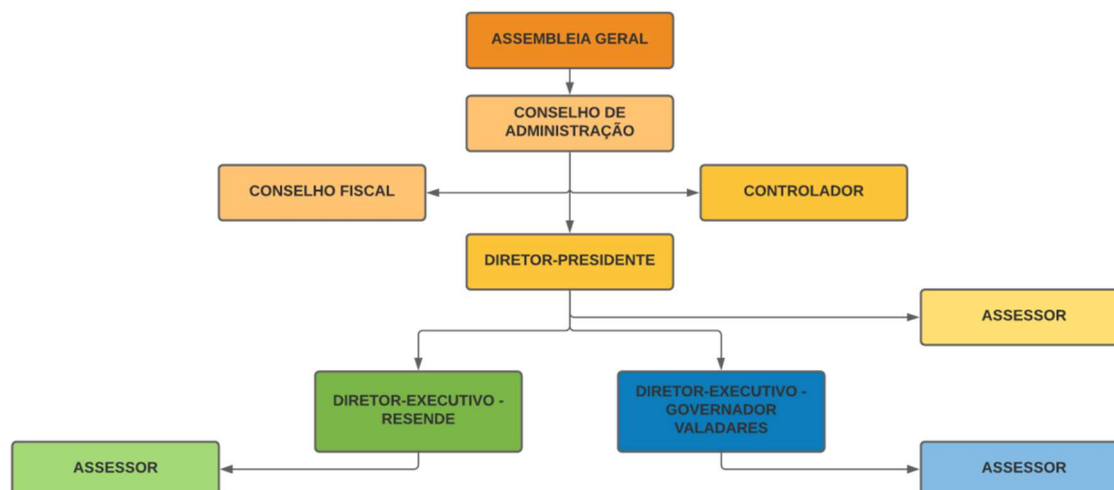 ASSEMBLEIA GERAL
CONSELHO DE
ADMINISTRAÇÃO
CONSELHO FISCAL
CONTROLADOR
DIRETOR-PRESIDENTE
ASSESSOR
DIRETOR-EXECUTIVO -
RESENDE
DIRETOR-EXECUTIVO -
GOVERNADOR
VALADARES
ASSESSOR
ASSESSOR